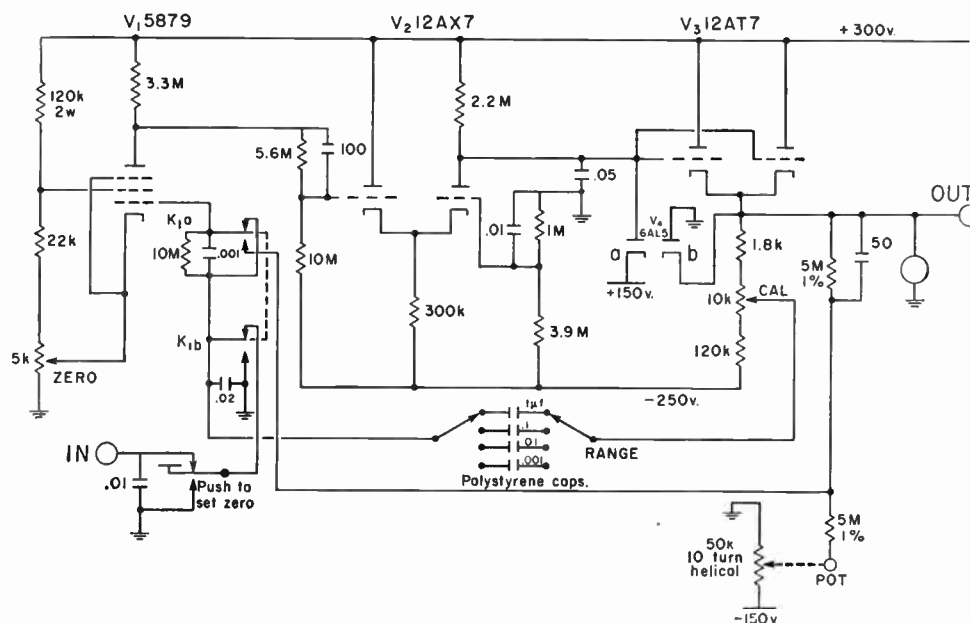 V₁ 5879
V₂ 12AX7
V₃ 12AT7
+300v.
120k
2w
3.3M
2.2M
5.6M
100
.05
OUT
K₁a
22k
10M
.001
10M
.01
1M
V₄
6AL5
a
b
1.8k
50
5M
1%
+150v.
10k
CAL
300k
K₁b
3.9M
120k
5k
ZERO
.02
-250v.
1μf
.1
.01
.001
RANGE
Polystyrene caps.
IN
.01
Push to
set zero
5M
1%
50k
10 turn
helical
POT
-150v